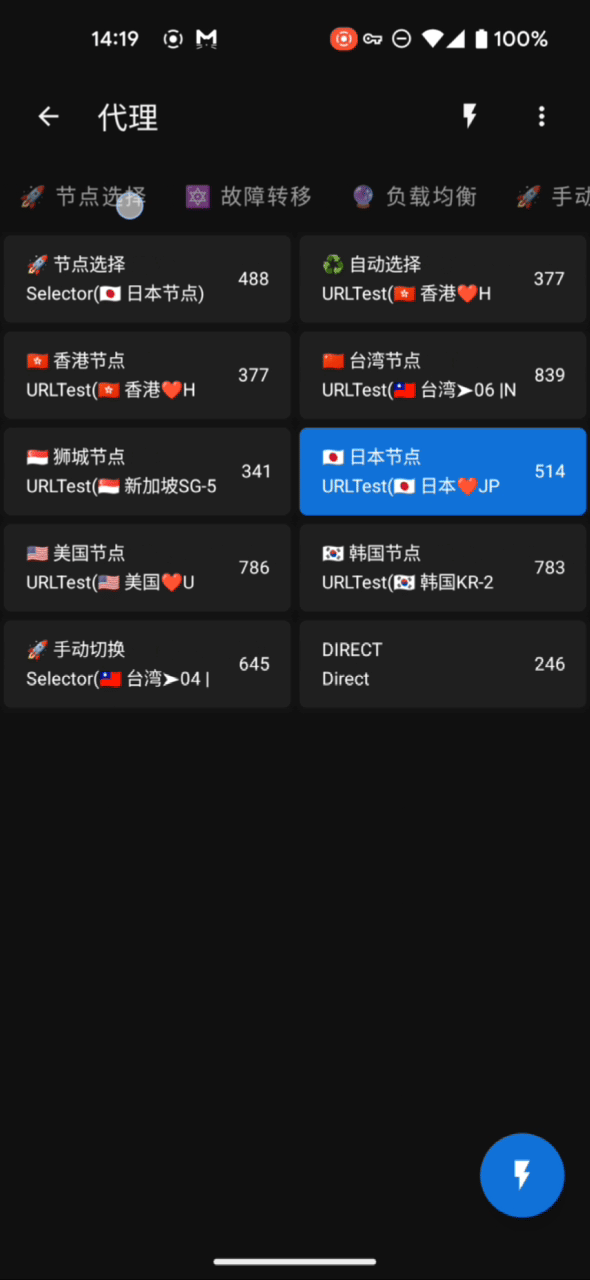 14:19
100%
代理
🚀 节点选择
🔯 故障转移
🔮 负载均衡
🚀 手动
🚀 节点选择
Selector(🇯🇵 日本节点)
488
♻️ 自动选择
URLTest(🇭🇰 香港❤️H
377
🇭🇰 香港节点
URLTest(🇭🇰 香港❤️H
377
🇨🇳 台湾节点
URLTest(🇹🇼 台湾➤06 |N
839
🇸🇬 狮城节点
URLTest(🇸🇬 新加坡SG-5
341
🇯🇵 日本节点
URLTest(🇯🇵 日本❤️JP
514
🇺🇸 美国节点
URLTest(🇺🇸 美国❤️U
786
🇰🇷 韩国节点
URLTest(🇰🇷 韩国KR-2
783
🚀 手动切换
Selector(🇹🇼 台湾➤04 |
645
DIRECT
Direct
246